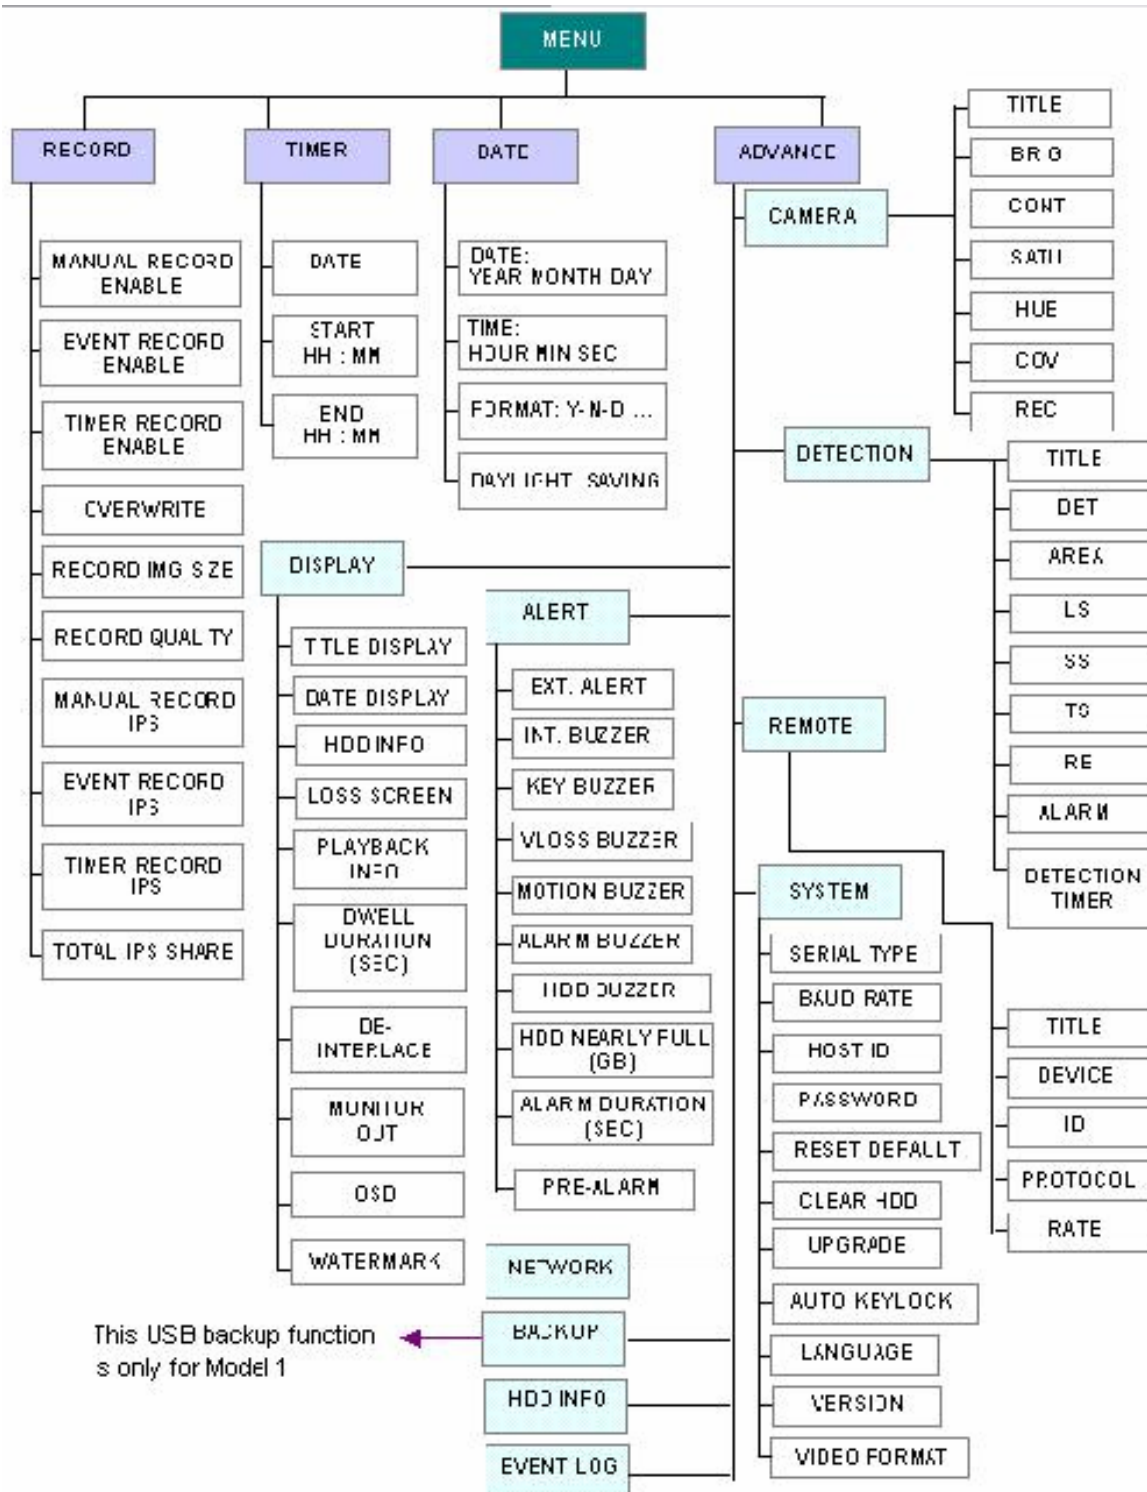 MENU
RECORD
TIMER
DATE
ADVANCE
MANUAL RECORD
ENABLE
EVENT RECORD
ENABLE
TIMER RECORD
ENABLE
OVERWRITE
RECORD IMG SIZE
RECORD QUALITY
MANUAL RECORD
IPS
EVENT RECORD
IPS
TIMER RECORD
IPS
TOTAL IPS SHARE
DATE
START
HH : MM
END
HH : MM
DATE:
YEAR MONTH DAY
TIME:
HOUR MIN SEC
FORMAT: Y-M-D ...
DAYLIGHT SAVING
CAMERA
TITLE
BRIG
CONT
SATU
HUE
COV
REC
DETECTION
TITLE
DET
AREA
LS
SS
TS
RE
ALARM
DETECTION
TIMER
DISPLAY
TITLE DISPLAY
DATE DISPLAY
HDD INFO
LOSS SCREEN
PLAYBACK
INFO
DWELL
DURATION
(SEC)
DE-
INTERLACE
MONITOR
OUT
OSD
WATERMARK
ALERT
EXT. ALERT
INT. BUZZER
KEY BUZZER
VLOSS BUZZER
MOTION BUZZER
ALARM BUZZER
HDD BUZZER
HDD NEARLY FULL
(GB)
ALARM DURATION
(SEC)
PRE-ALARM
REMOTE
TITLE
DEVICE
ID
PROTOCOL
RATE
SYSTEM
SERIAL TYPE
BAUD RATE
HOST ID
PASSWORD
RESET DEFAULT
CLEAR HDD
UPGRADE
AUTO KEYLOCK
LANGUAGE
VERSION
VIDEO FORMAT
NETWORK
BACKUP
This USB backup function
is only for Model 1
HDD INFO
EVENT LOG